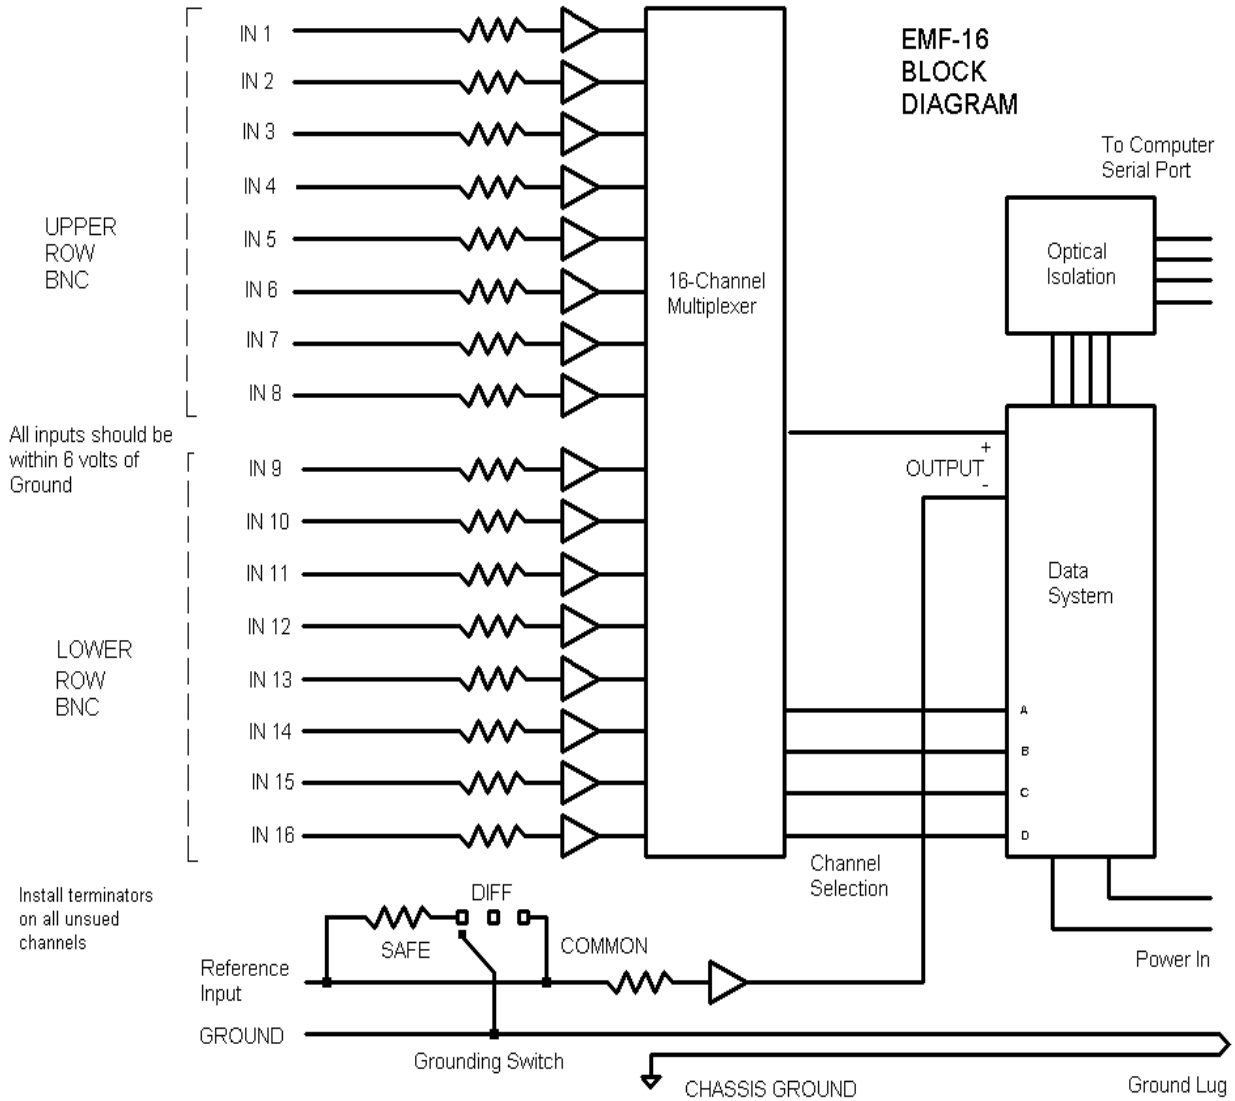 EMF-16
BLOCK
DIAGRAM
IN 1
IN 2
IN 3
IN 4
IN 5
IN 6
IN 7
IN 8
UPPER
ROW
BNC
All inputs should be
within 6 volts of
Ground
IN 9
IN 10
IN 11
IN 12
IN 13
IN 14
IN 15
IN 16
LOWER
ROW
BNC
16-Channel
Multiplexer
To Computer
Serial Port
Optical
Isolation
+
OUTPUT
-
Data
System
A
B
C
D
Channel
Selection
Install terminators
on all unsued
channels
DIFF
SAFE
COMMON
Reference
Input
Power In
GROUND
Grounding Switch
CHASSIS GROUND
Ground Lug